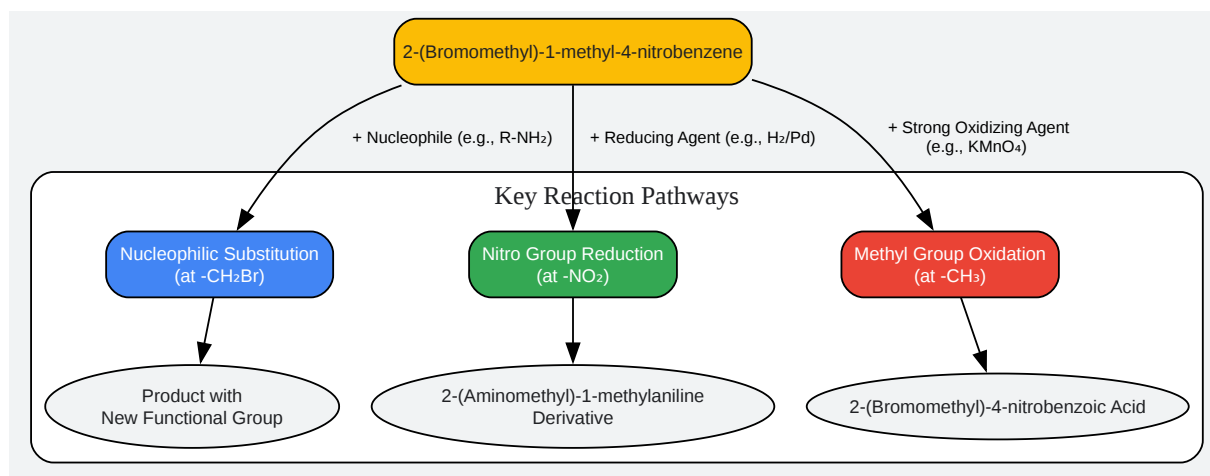 2-(Bromomethyl)-1-methyl-4-nitrobenzene
+ Nucleophile (e.g., R-NH₂)
+ Reducing Agent (e.g., H₂/Pd)
+ Strong Oxidizing Agent
(e.g., KMnO₄)
Key Reaction Pathways
Nucleophilic Substitution
(at -CH₂Br)
Nitro Group Reduction
(at -NO₂)
Methyl Group Oxidation
(at -CH₃)
Product with
New Functional Group
2-(Aminomethyl)-1-methylaniline
Derivative
2-(Bromomethyl)-4-nitrobenzoic Acid